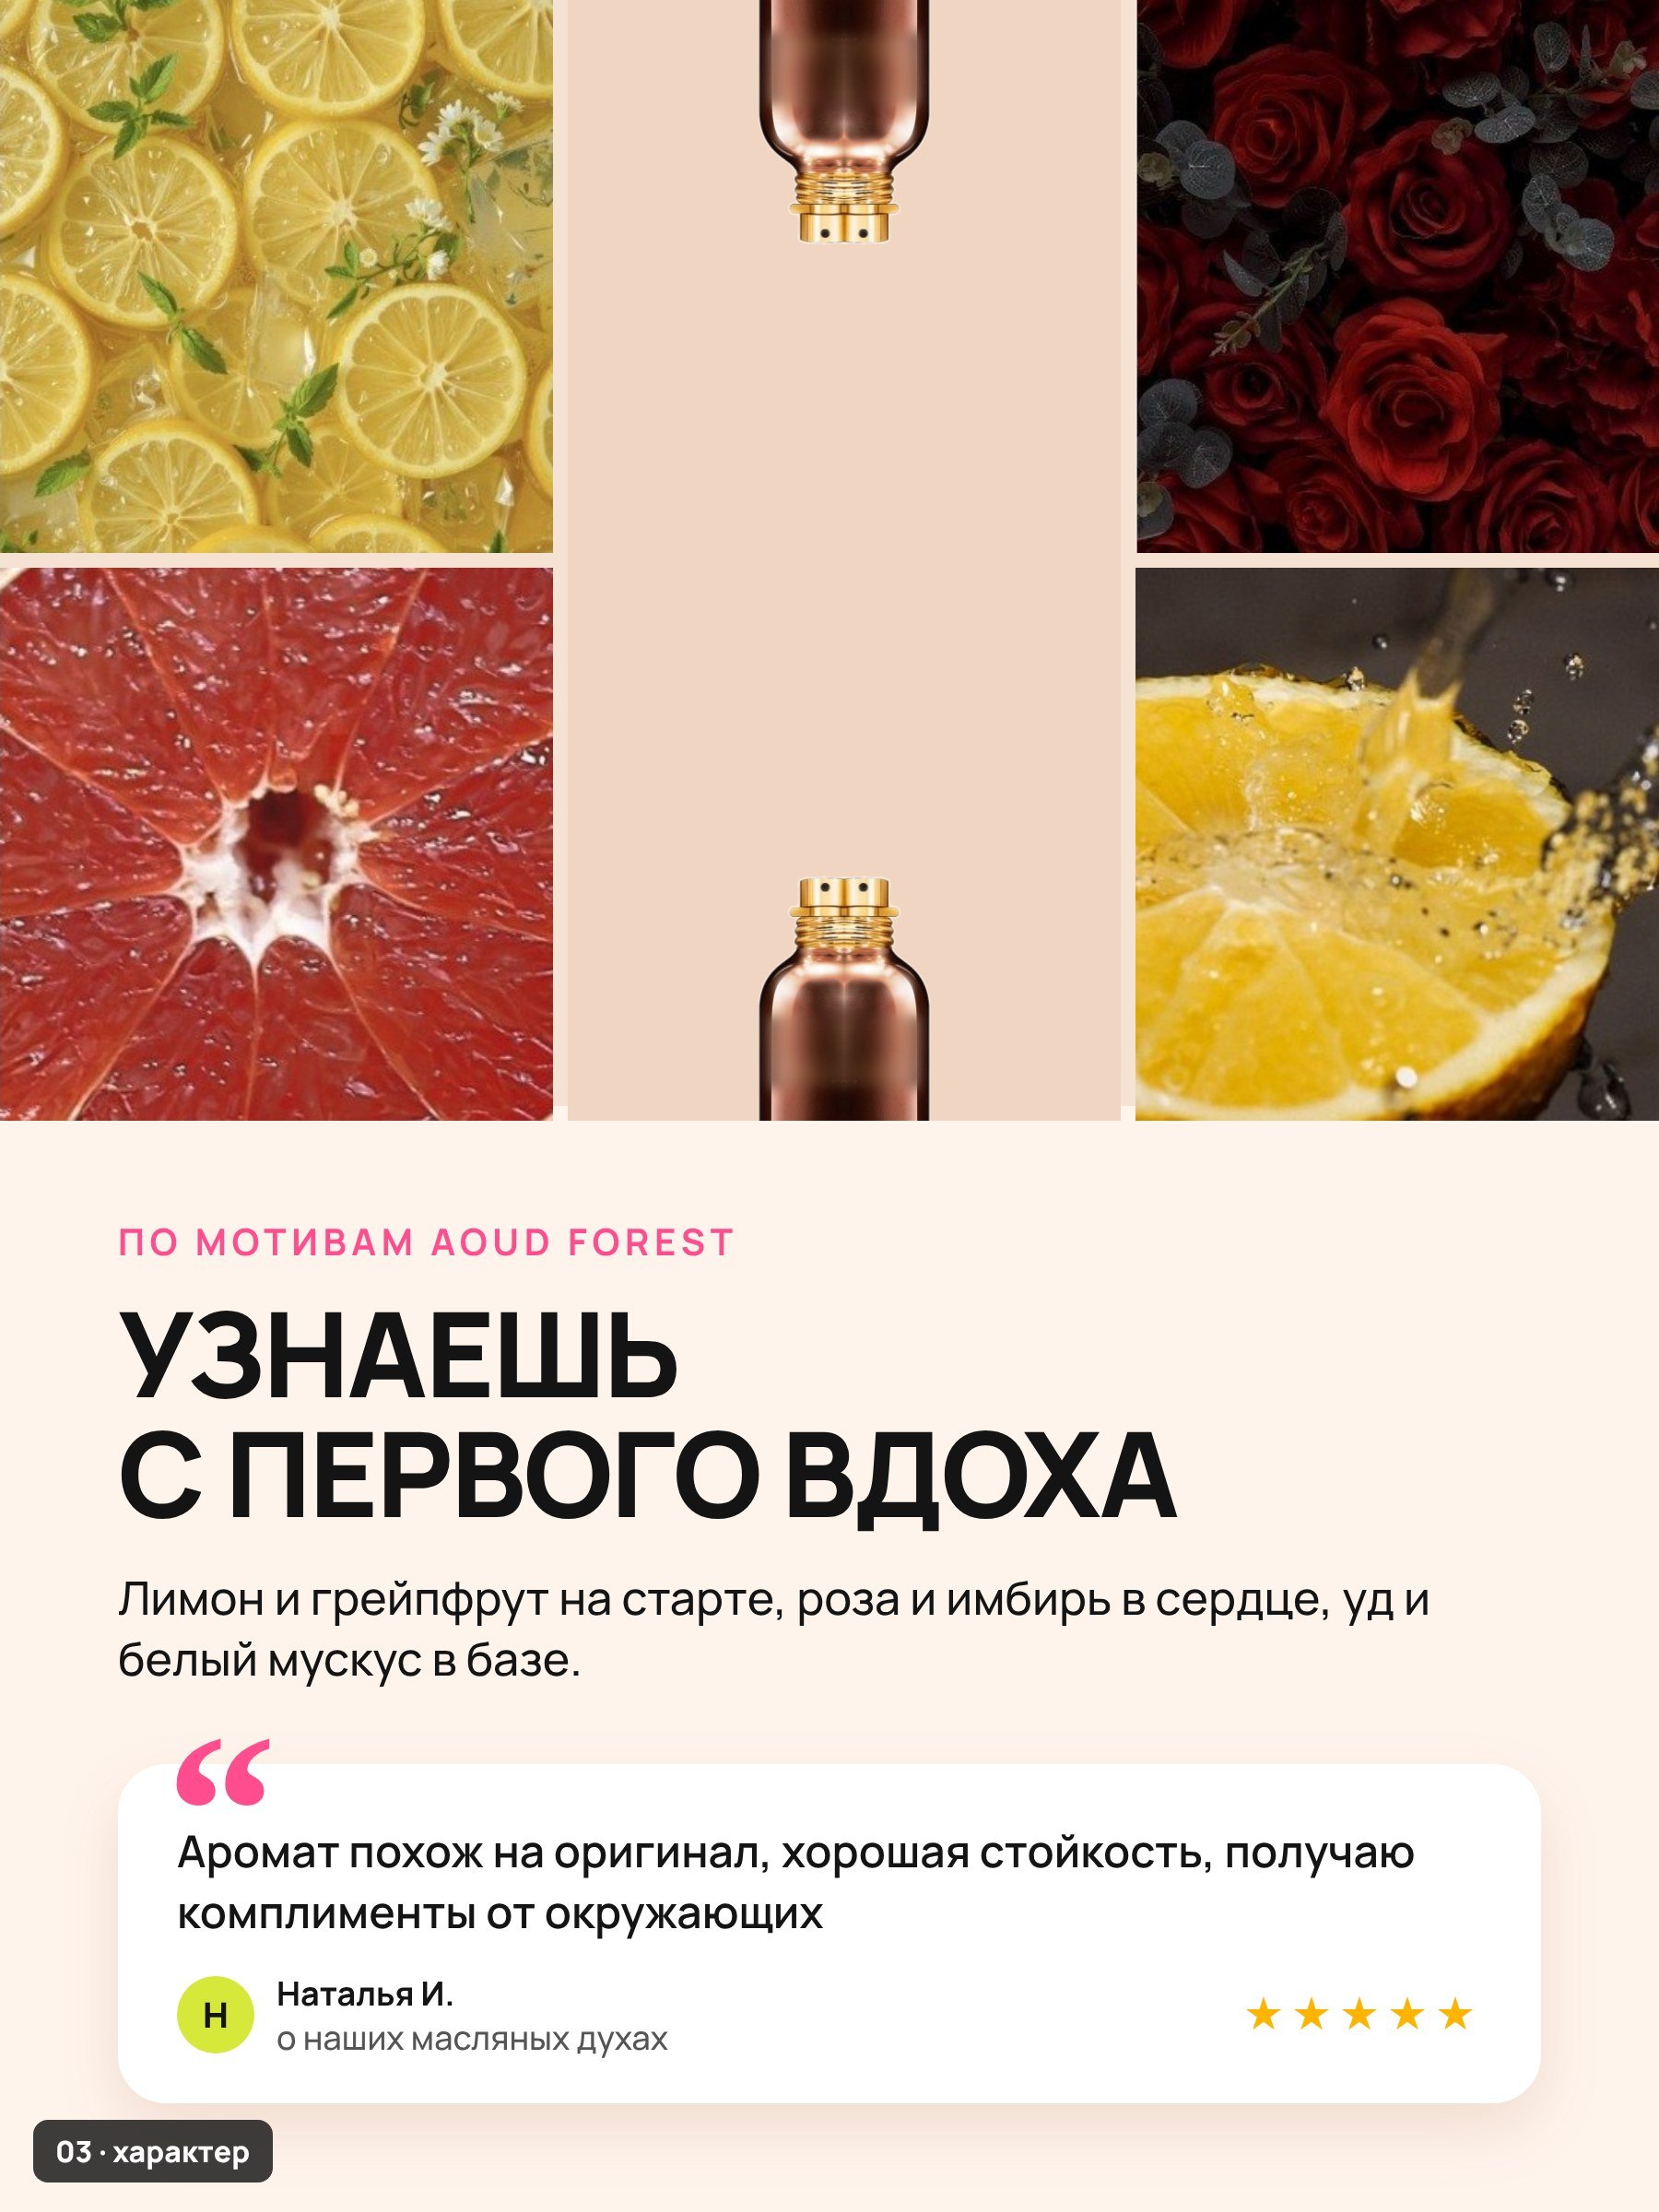 ПО МОТИВАМ AOUD FOREST
УЗНАЕШЬ
С ПЕРВОГО ВДОХА
Лимон и грейпфрут на старте, роза и имбирь в сердце, уд и
белый мускус в базе.
“
Аромат похож на оригинал, хорошая стойкость, получаю
комплименты от окружающих
Н
Наталья И.
о наших масляных духах
★★★★★
03 · характер